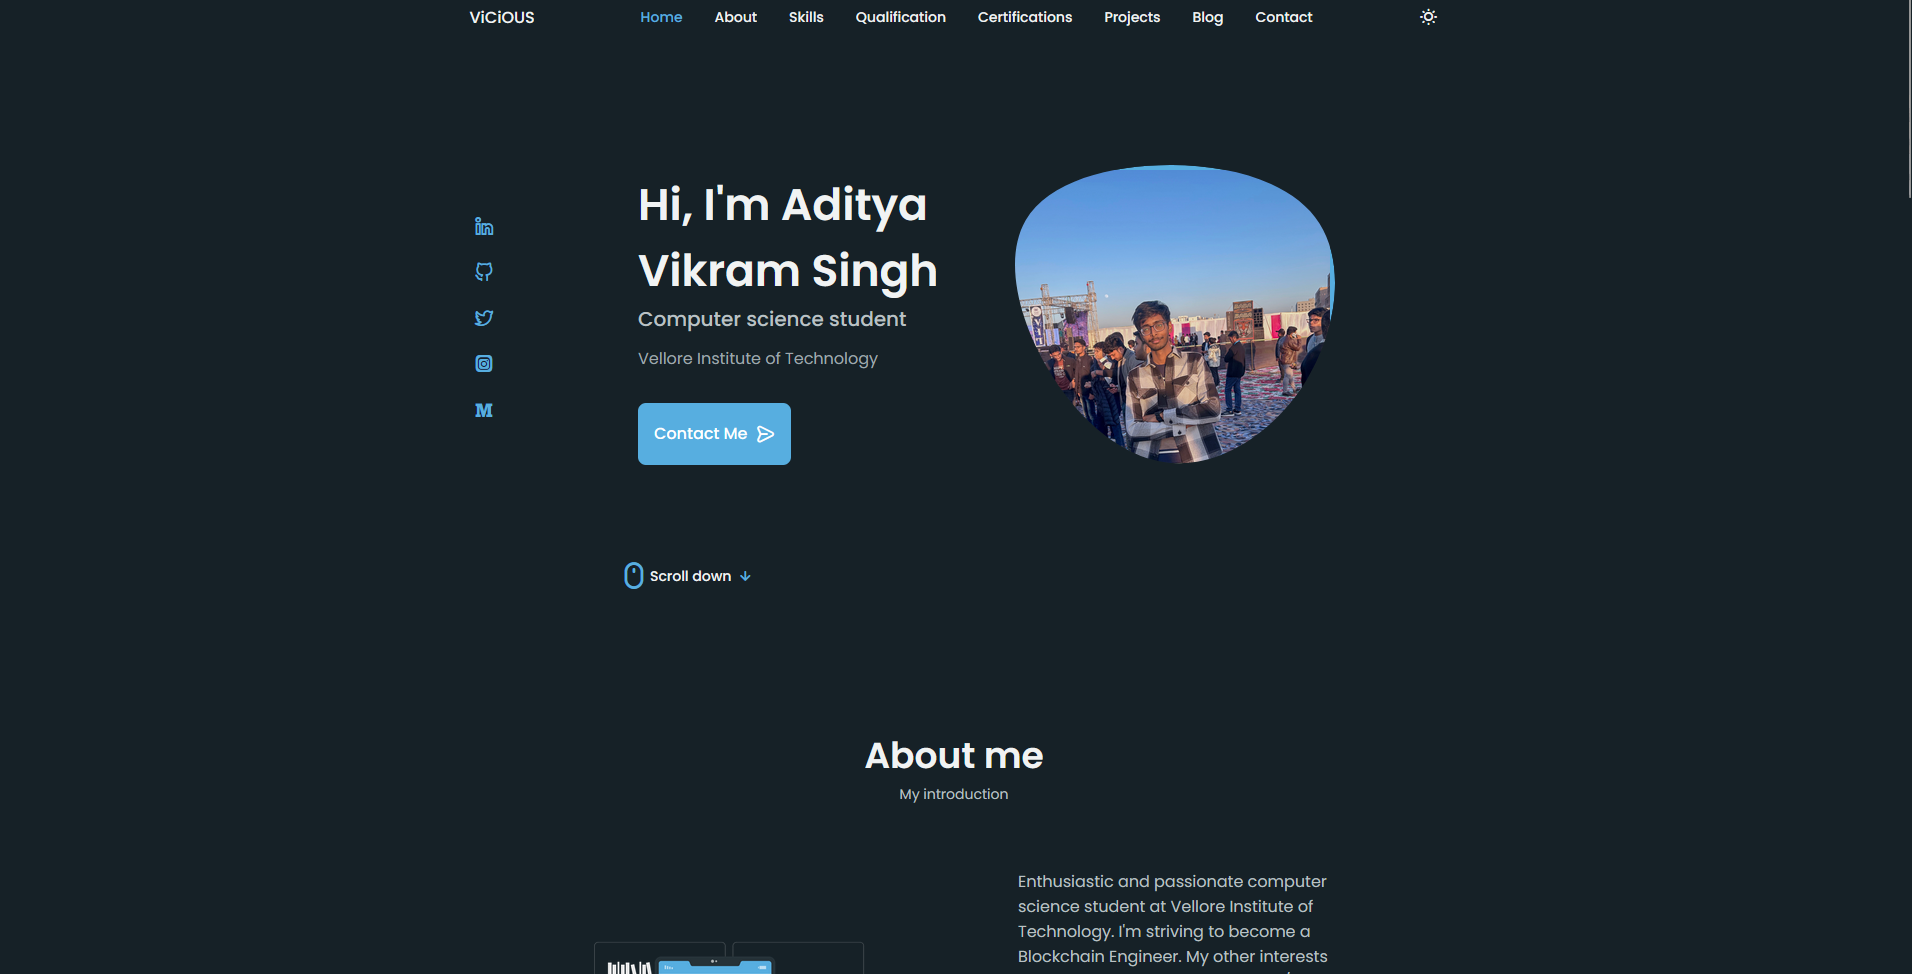 ViCiOUS
Home About Skills Qualification Certifications Projects Blog Contact
Hi, I'm Aditya
Vikram Singh
Computer science student
Vellore Institute of Technology
Contact Me
Scroll down
About me
My introduction
Enthusiastic and passionate computer
science student at Vellore Institute of
Technology. I'm striving to become a
Blockchain Engineer. My other interests